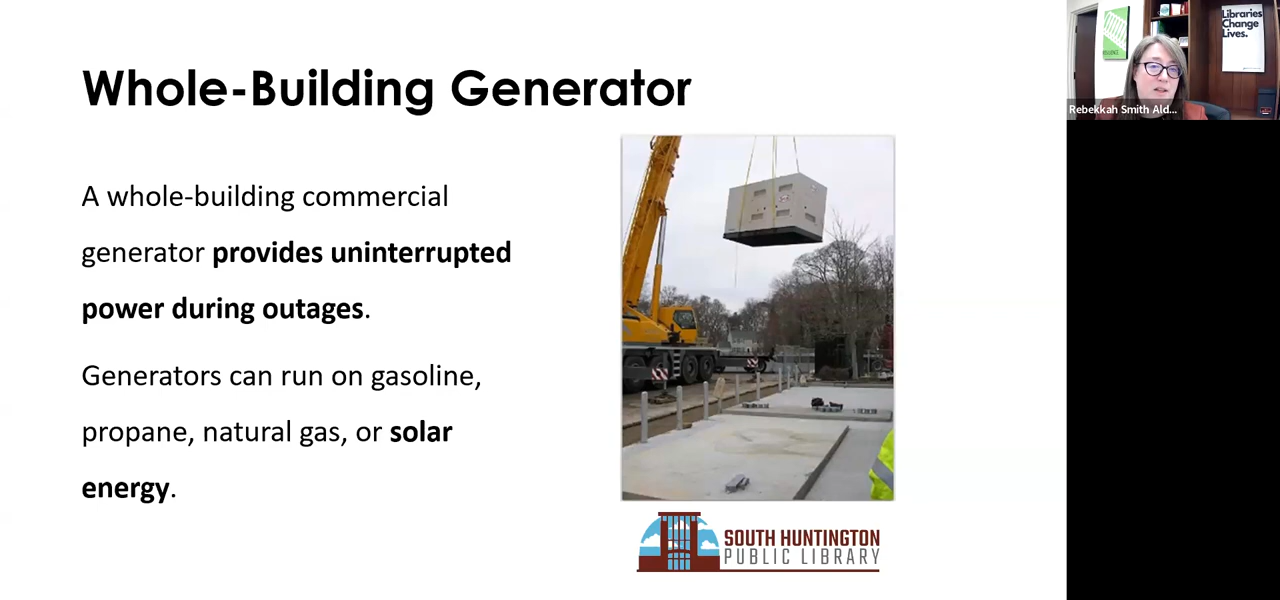 Whole-Building Generator
A whole-building commercial
generator provides uninterrupted
power during outages.
Generators can run on gasoline,
propane, natural gas, or solar
energy.
SOUTH HUNTINGTON
PUBLIC LIBRARY
Libraries
Change
Lives.
Rebekkah Smith Ald...